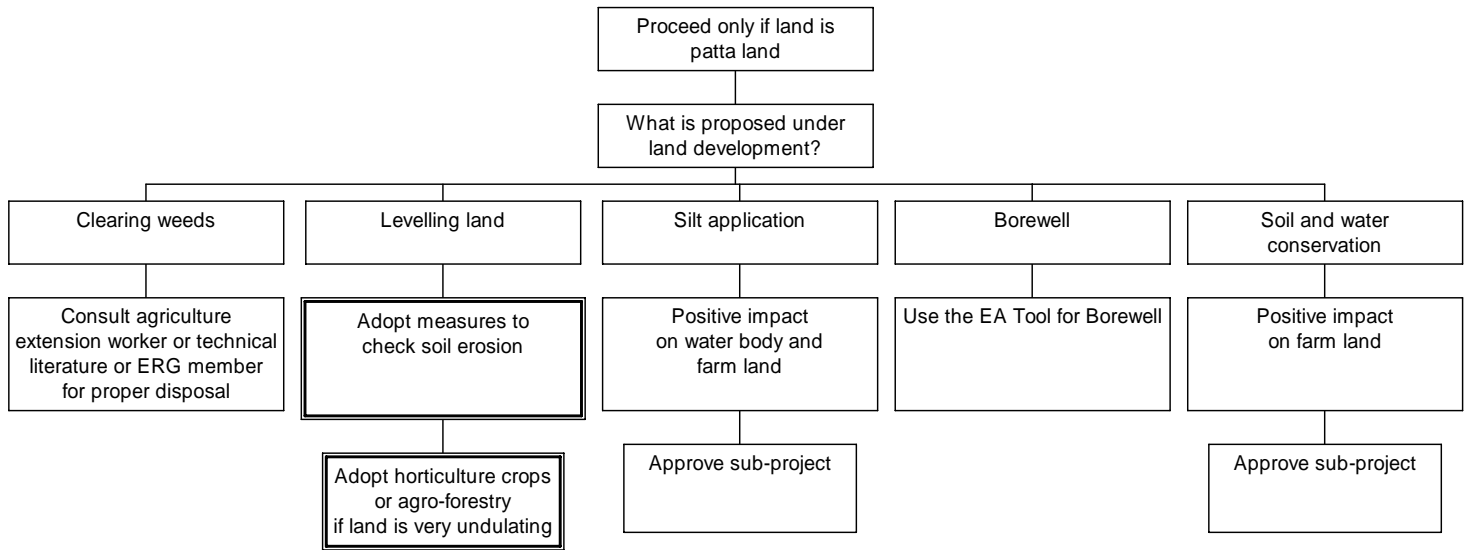 Proceed only if land is
patta land
What is proposed under
land development?
Clearing weeds
Levelling land
Silt application
Borewell
Soil and water
conservation
Consult agriculture
extension worker or technical
literature or ERG member
for proper disposal
Adopt measures to
check soil erosion
Positive impact
on water body and
farm land
Use the EA Tool for Borewell
Positive impact
on farm land
Adopt horticulture crops
or agro-forestry
if land is very undulating
Approve sub-project
Approve sub-project